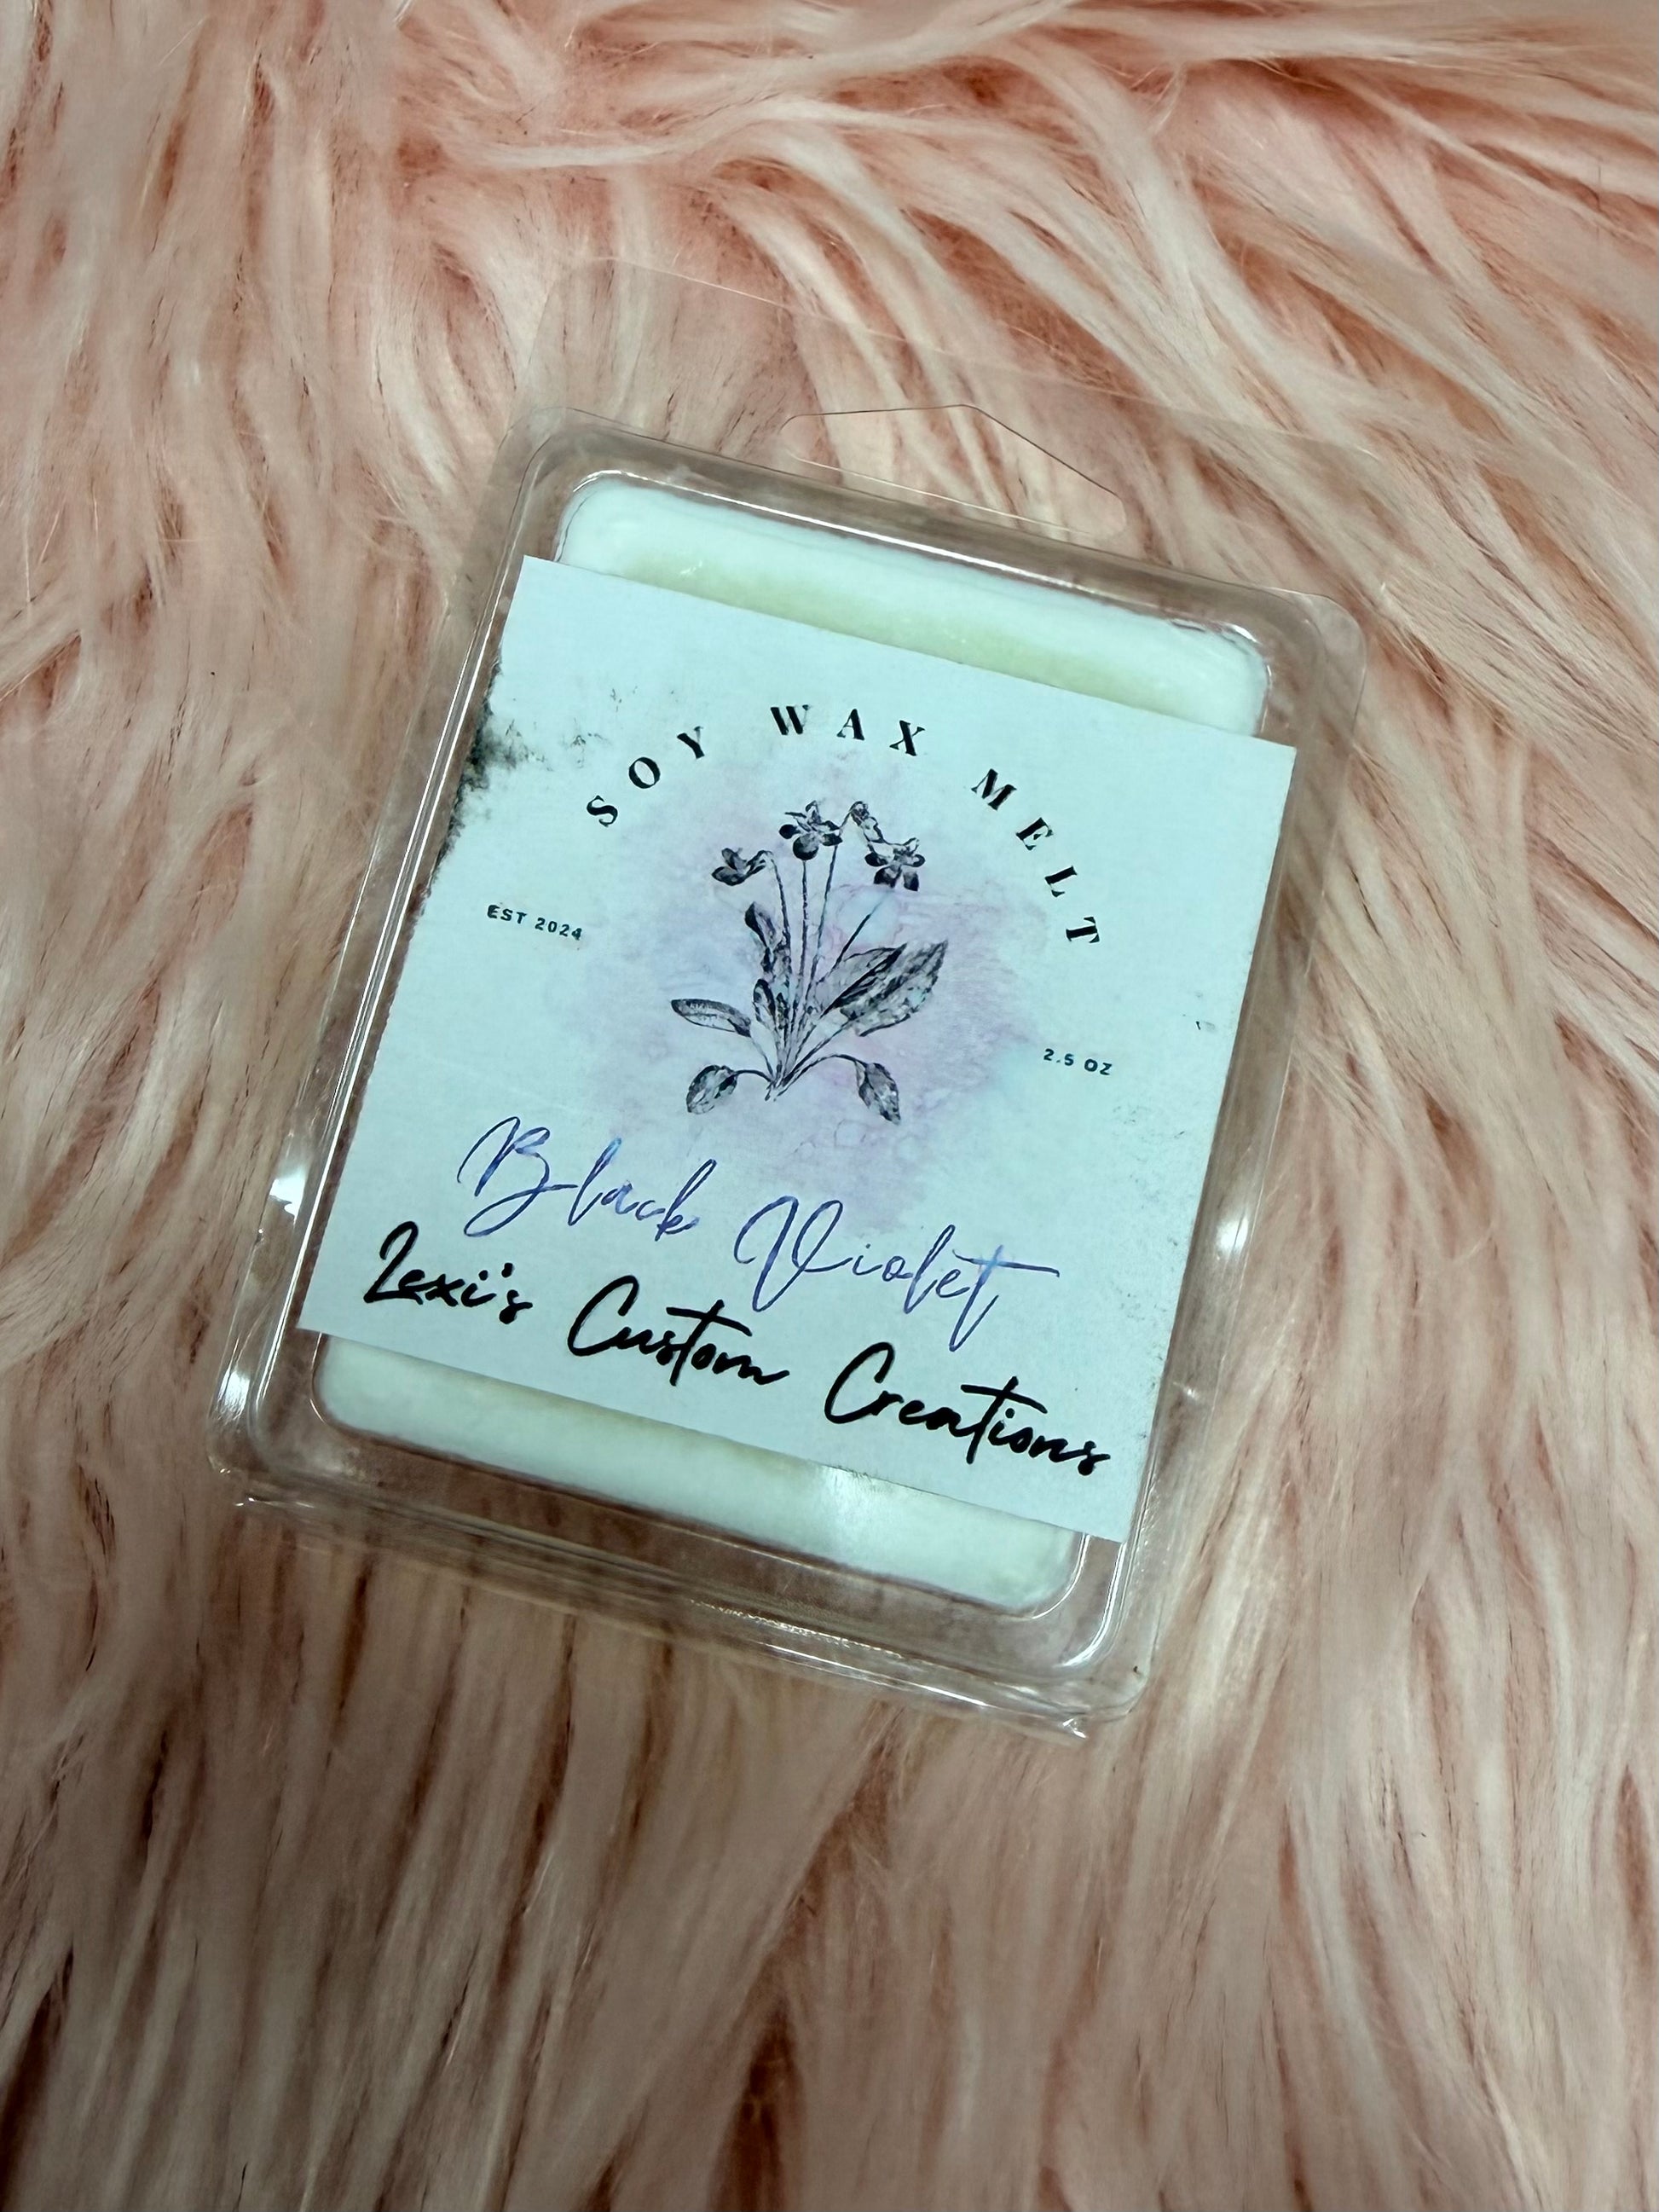 SOY WAX MELT
EST 2024
2.5 OZ
Black Violet
Lexi's Custom Creations